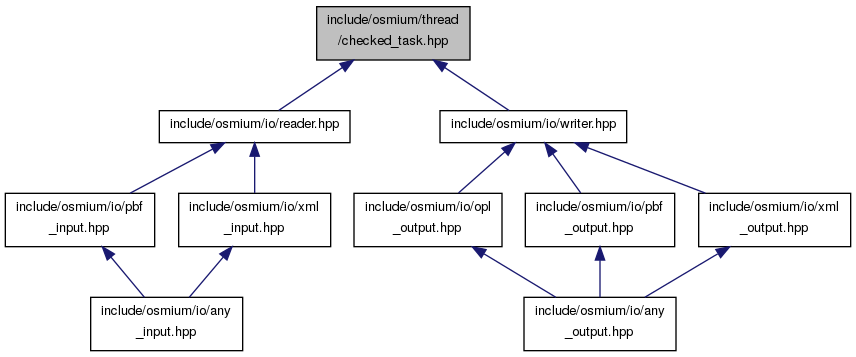 include/osmium/thread
/checked_task.hpp
include/osmium/io/reader.hpp
include/osmium/io/writer.hpp
include/osmium/io/pbf
_input.hpp
include/osmium/io/xml
_input.hpp
include/osmium/io/opl
_output.hpp
include/osmium/io/pbf
_output.hpp
include/osmium/io/xml
_output.hpp
include/osmium/io/any
_input.hpp
include/osmium/io/any
_output.hpp